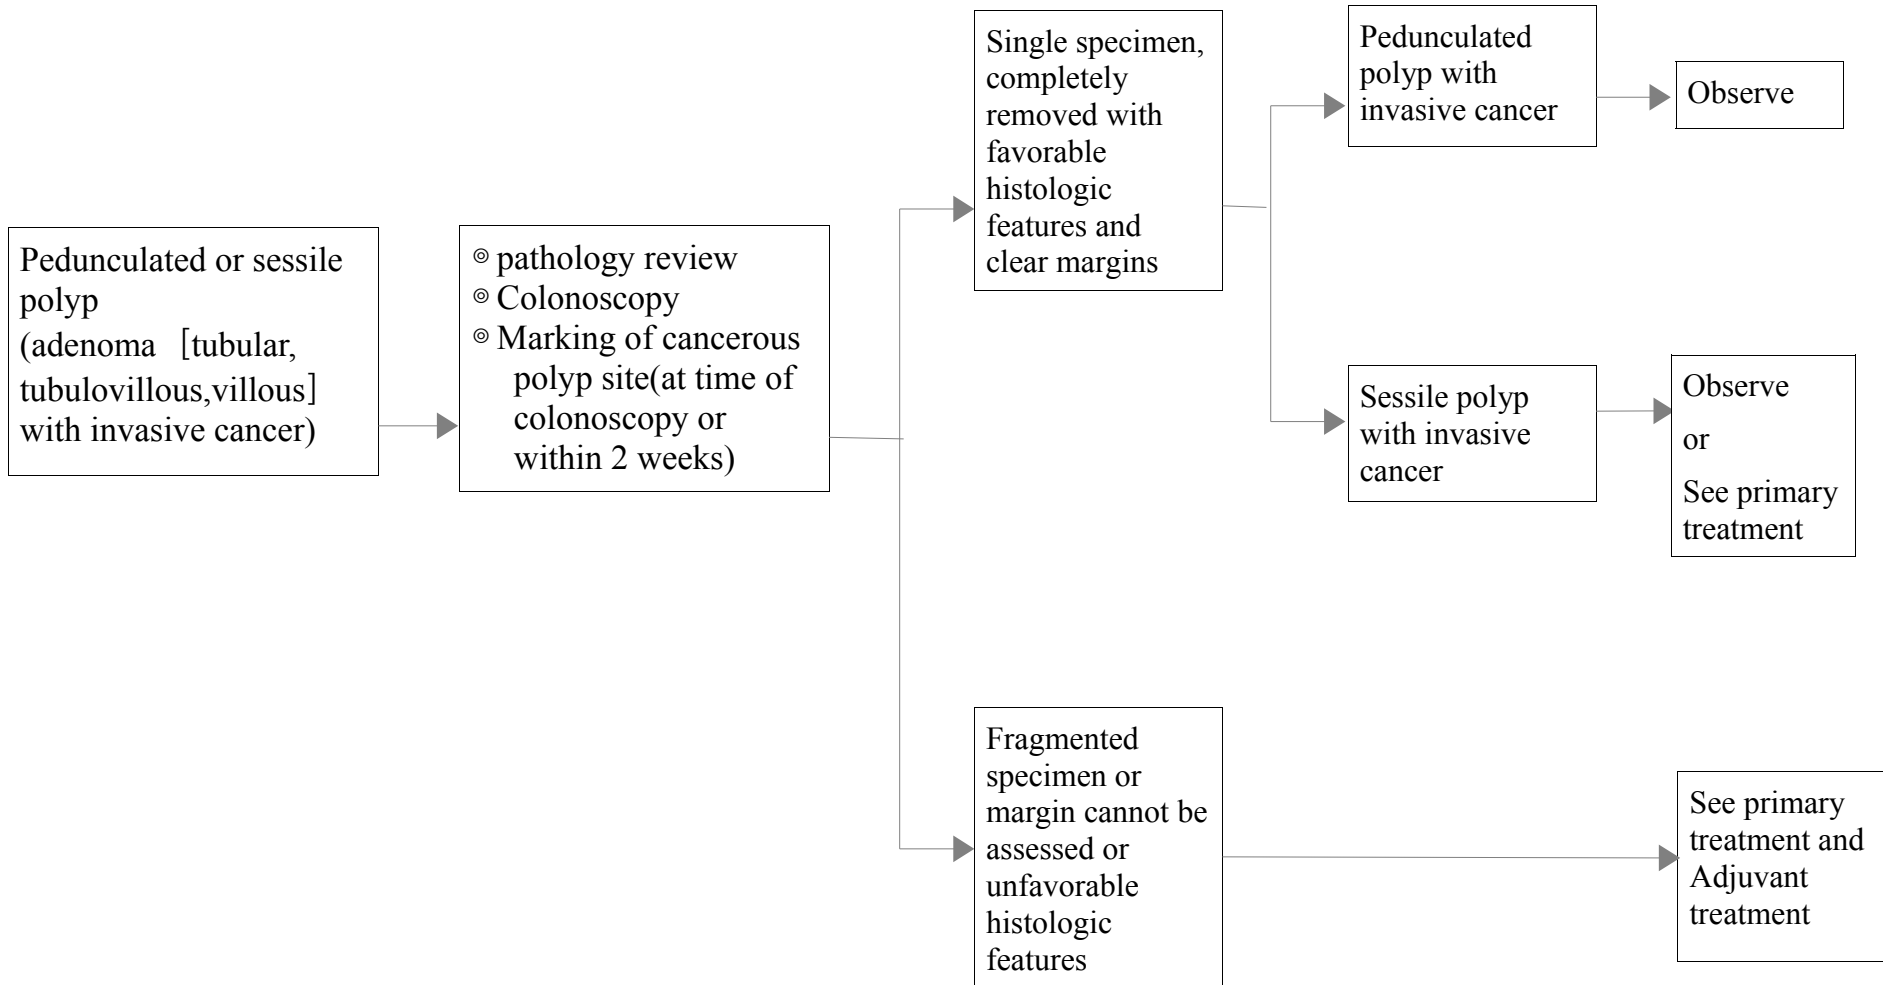 Pedunculated or sessile
polyp
(adenoma ［tubular,
tubulovillous,villous］
with invasive cancer)
◎ pathology review
◎ Colonoscopy
◎ Marking of cancerous
polyp site(at time of
colonoscopy or
within 2 weeks)
Single specimen,
completely
removed with
favorable
histologic
features and
clear margins
Pedunculated
polyp with
invasive cancer
Observe
Sessile polyp
with invasive
cancer
Observe
or
See primary
treatment
Fragmented
specimen or
margin cannot be
assessed or
unfavorable
histologic
features
See primary
treatment and
Adjuvant
treatment